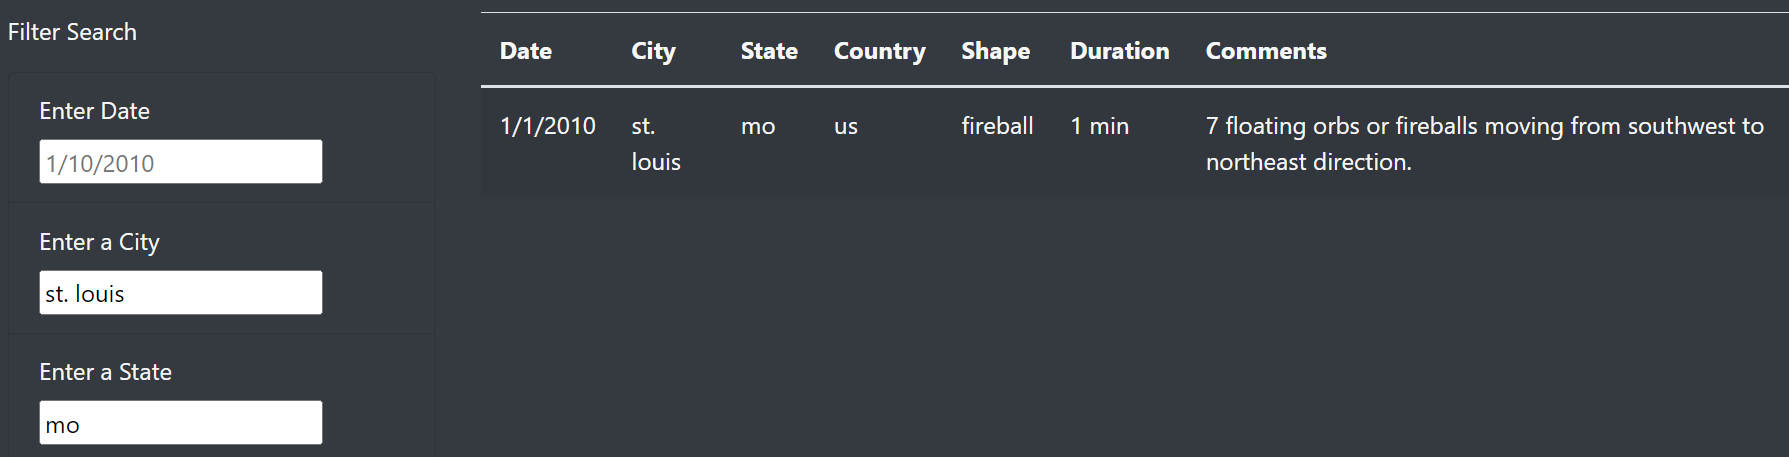 Filter Search
Enter Date
1/10/2010
Enter a City
st. louis
Enter a State
mo
Date City State Country Shape Duration Comments
1/1/2010 st. mo us fireball 1 min 7 floating orbs or fireballs moving from southwest to
louis northeast direction.